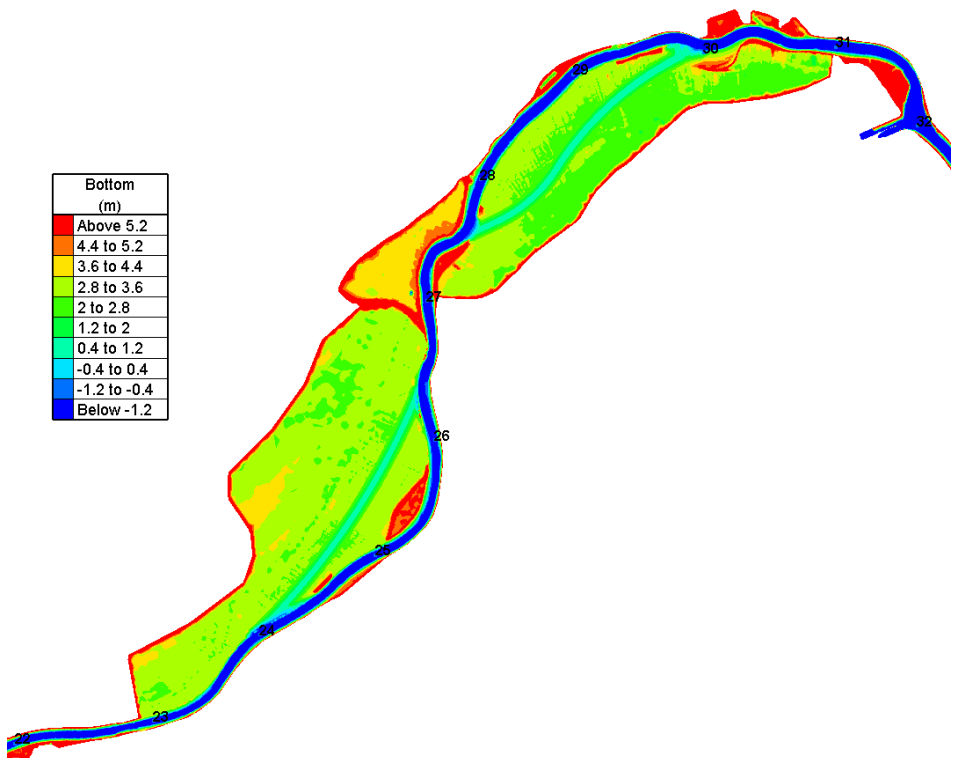 30
31
29
32
28
Bottom
(m)
Above 5.2
4.4 to 5.2
3.6 to 4.4
2.8 to 3.6
2 to 2.8
1.2 to 2
0.4 to 1.2
-0.4 to 0.4
-1.2 to -0.4
Below -1.2
27
26
25
24
23
22